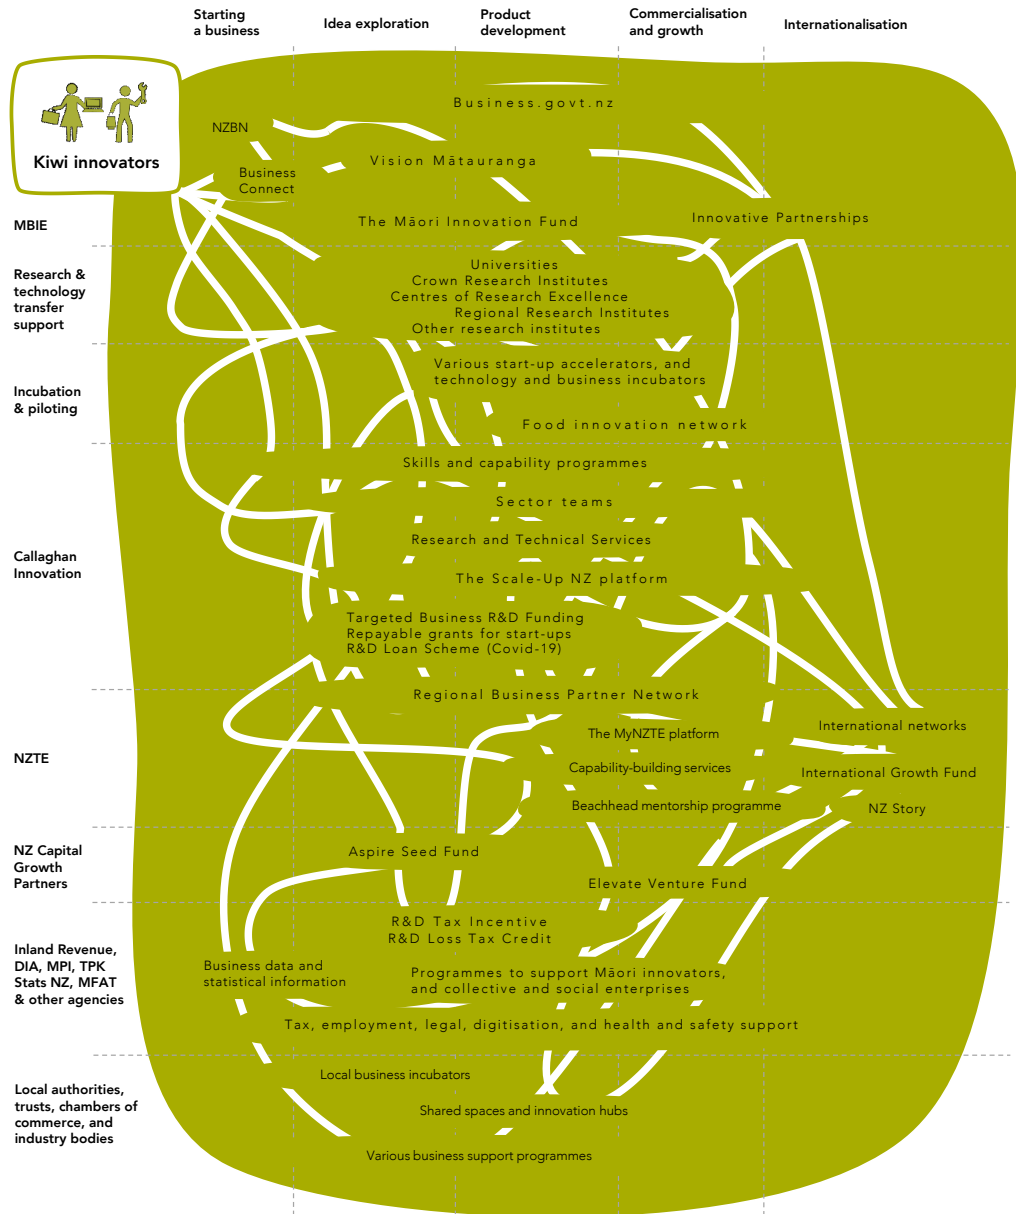 Starting
a business
Idea exploration
Product
development
Commercialisation
and growth
Internationalisation
Kiwi innovators
Business.govt.nz
NZBN
Vision Mātauranga
Business
Connect
MBIE
The Māori Innovation Fund
Innovative Partnerships
Research &
technology
transfer
support
Universities
Crown Research Institutes
Centres of Research Excellence
Regional Research Institutes
Other research institutes
Incubation
& piloting
Various start-up accelerators, and
technology and business incubators
Food innovation network
Callaghan
Innovation
Skills and capability programmes
Sector teams
Research and Technical Services
The Scale-Up NZ platform
Targeted Business R&D Funding
Repayable grants for start-ups
R&D Loan Scheme (Covid-19)
Regional Business Partner Network
NZTE
The MyNZTE platform
International networks
Capability-building services
International Growth Fund
Beachhead mentorship programme
NZ Story
NZ Capital
Growth
Partners
Aspire Seed Fund
Elevate Venture Fund
Inland Revenue,
DIA, MPI, TPK
Stats NZ, MFAT
& other agencies
R&D Tax Incentive
R&D Loss Tax Credit
Business data and
statistical information
Programmes to support Māori innovators,
and collective and social enterprises
Tax, employment, legal, digitisation, and health and safety support
Local authorities,
trusts, chambers of
commerce, and
industry bodies
Local business incubators
Shared spaces and innovation hubs
Various business support programmes